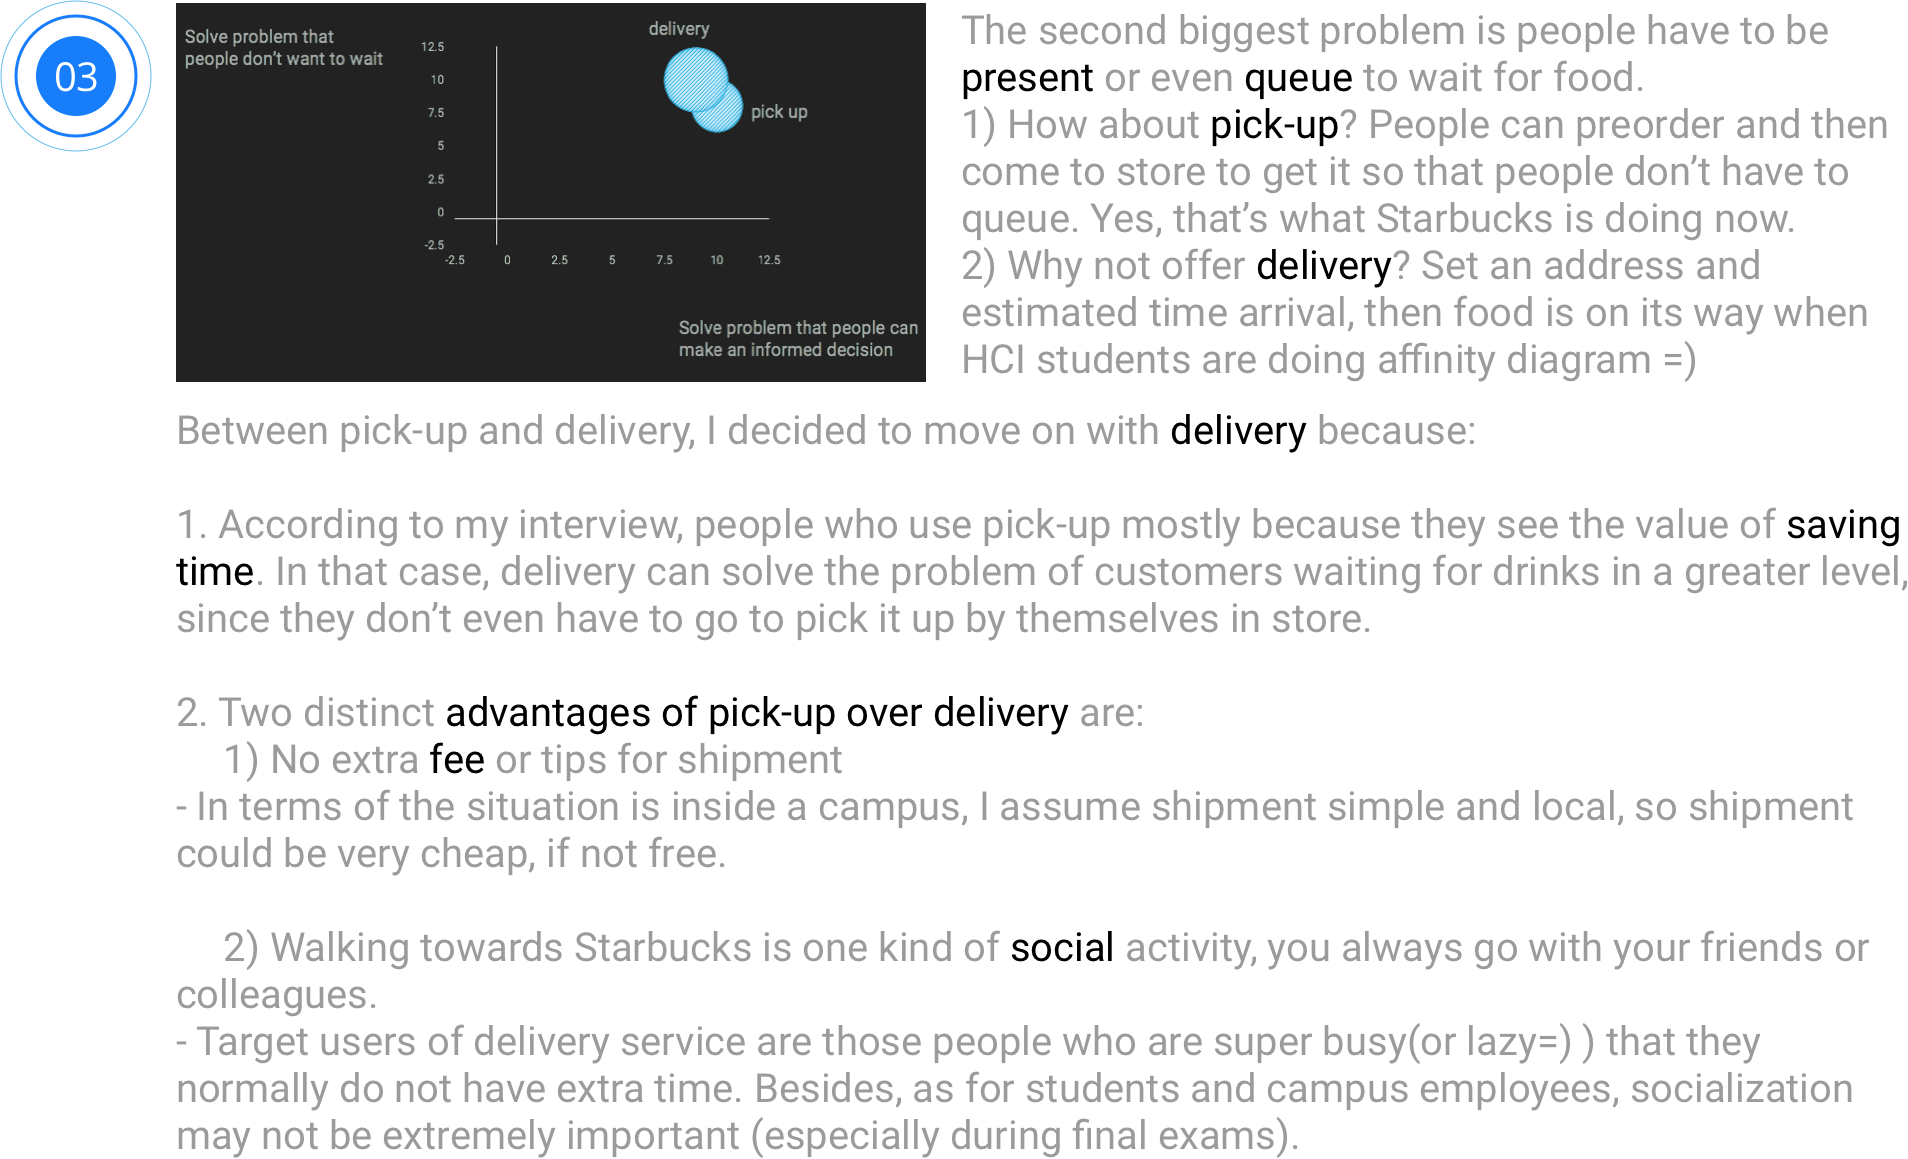 03
Solve problem that
people don't want to wait
delivery
pick up
12.5
10
7.5
5
2.5
0
-2.5
-2.5 0 2.5 5 7.5 10 12.5
Solve problem that people can
make an informed decision
The second biggest problem is people have to be
present or even queue to wait for food.
1) How about pick-up? People can preorder and then
come to store to get it so that people don't have to
queue. Yes, that's what Starbucks is doing now.
2) Why not offer delivery? Set an address and
estimated time arrival, then food is on its way when
HCI students are doing affinity diagram =)
Between pick-up and delivery, I decided to move on with delivery because:
1. According to my interview, people who use pick-up mostly because they see the value of saving
time. In that case, delivery can solve the problem of customers waiting for drinks in a greater level,
since they don't even have to go to pick it up by themselves in store.
2. Two distinct advantages of pick-up over delivery are:
1) No extra fee or tips for shipment
- In terms of the situation is inside a campus, I assume shipment simple and local, so shipment
could be very cheap, if not free.
2) Walking towards Starbucks is one kind of social activity, you always go with your friends or
colleagues.
- Target users of delivery service are those people who are super busy(or lazy=) ) that they
normally do not have extra time. Besides, as for students and campus employees, socialization
may not be extremely important (especially during final exams).